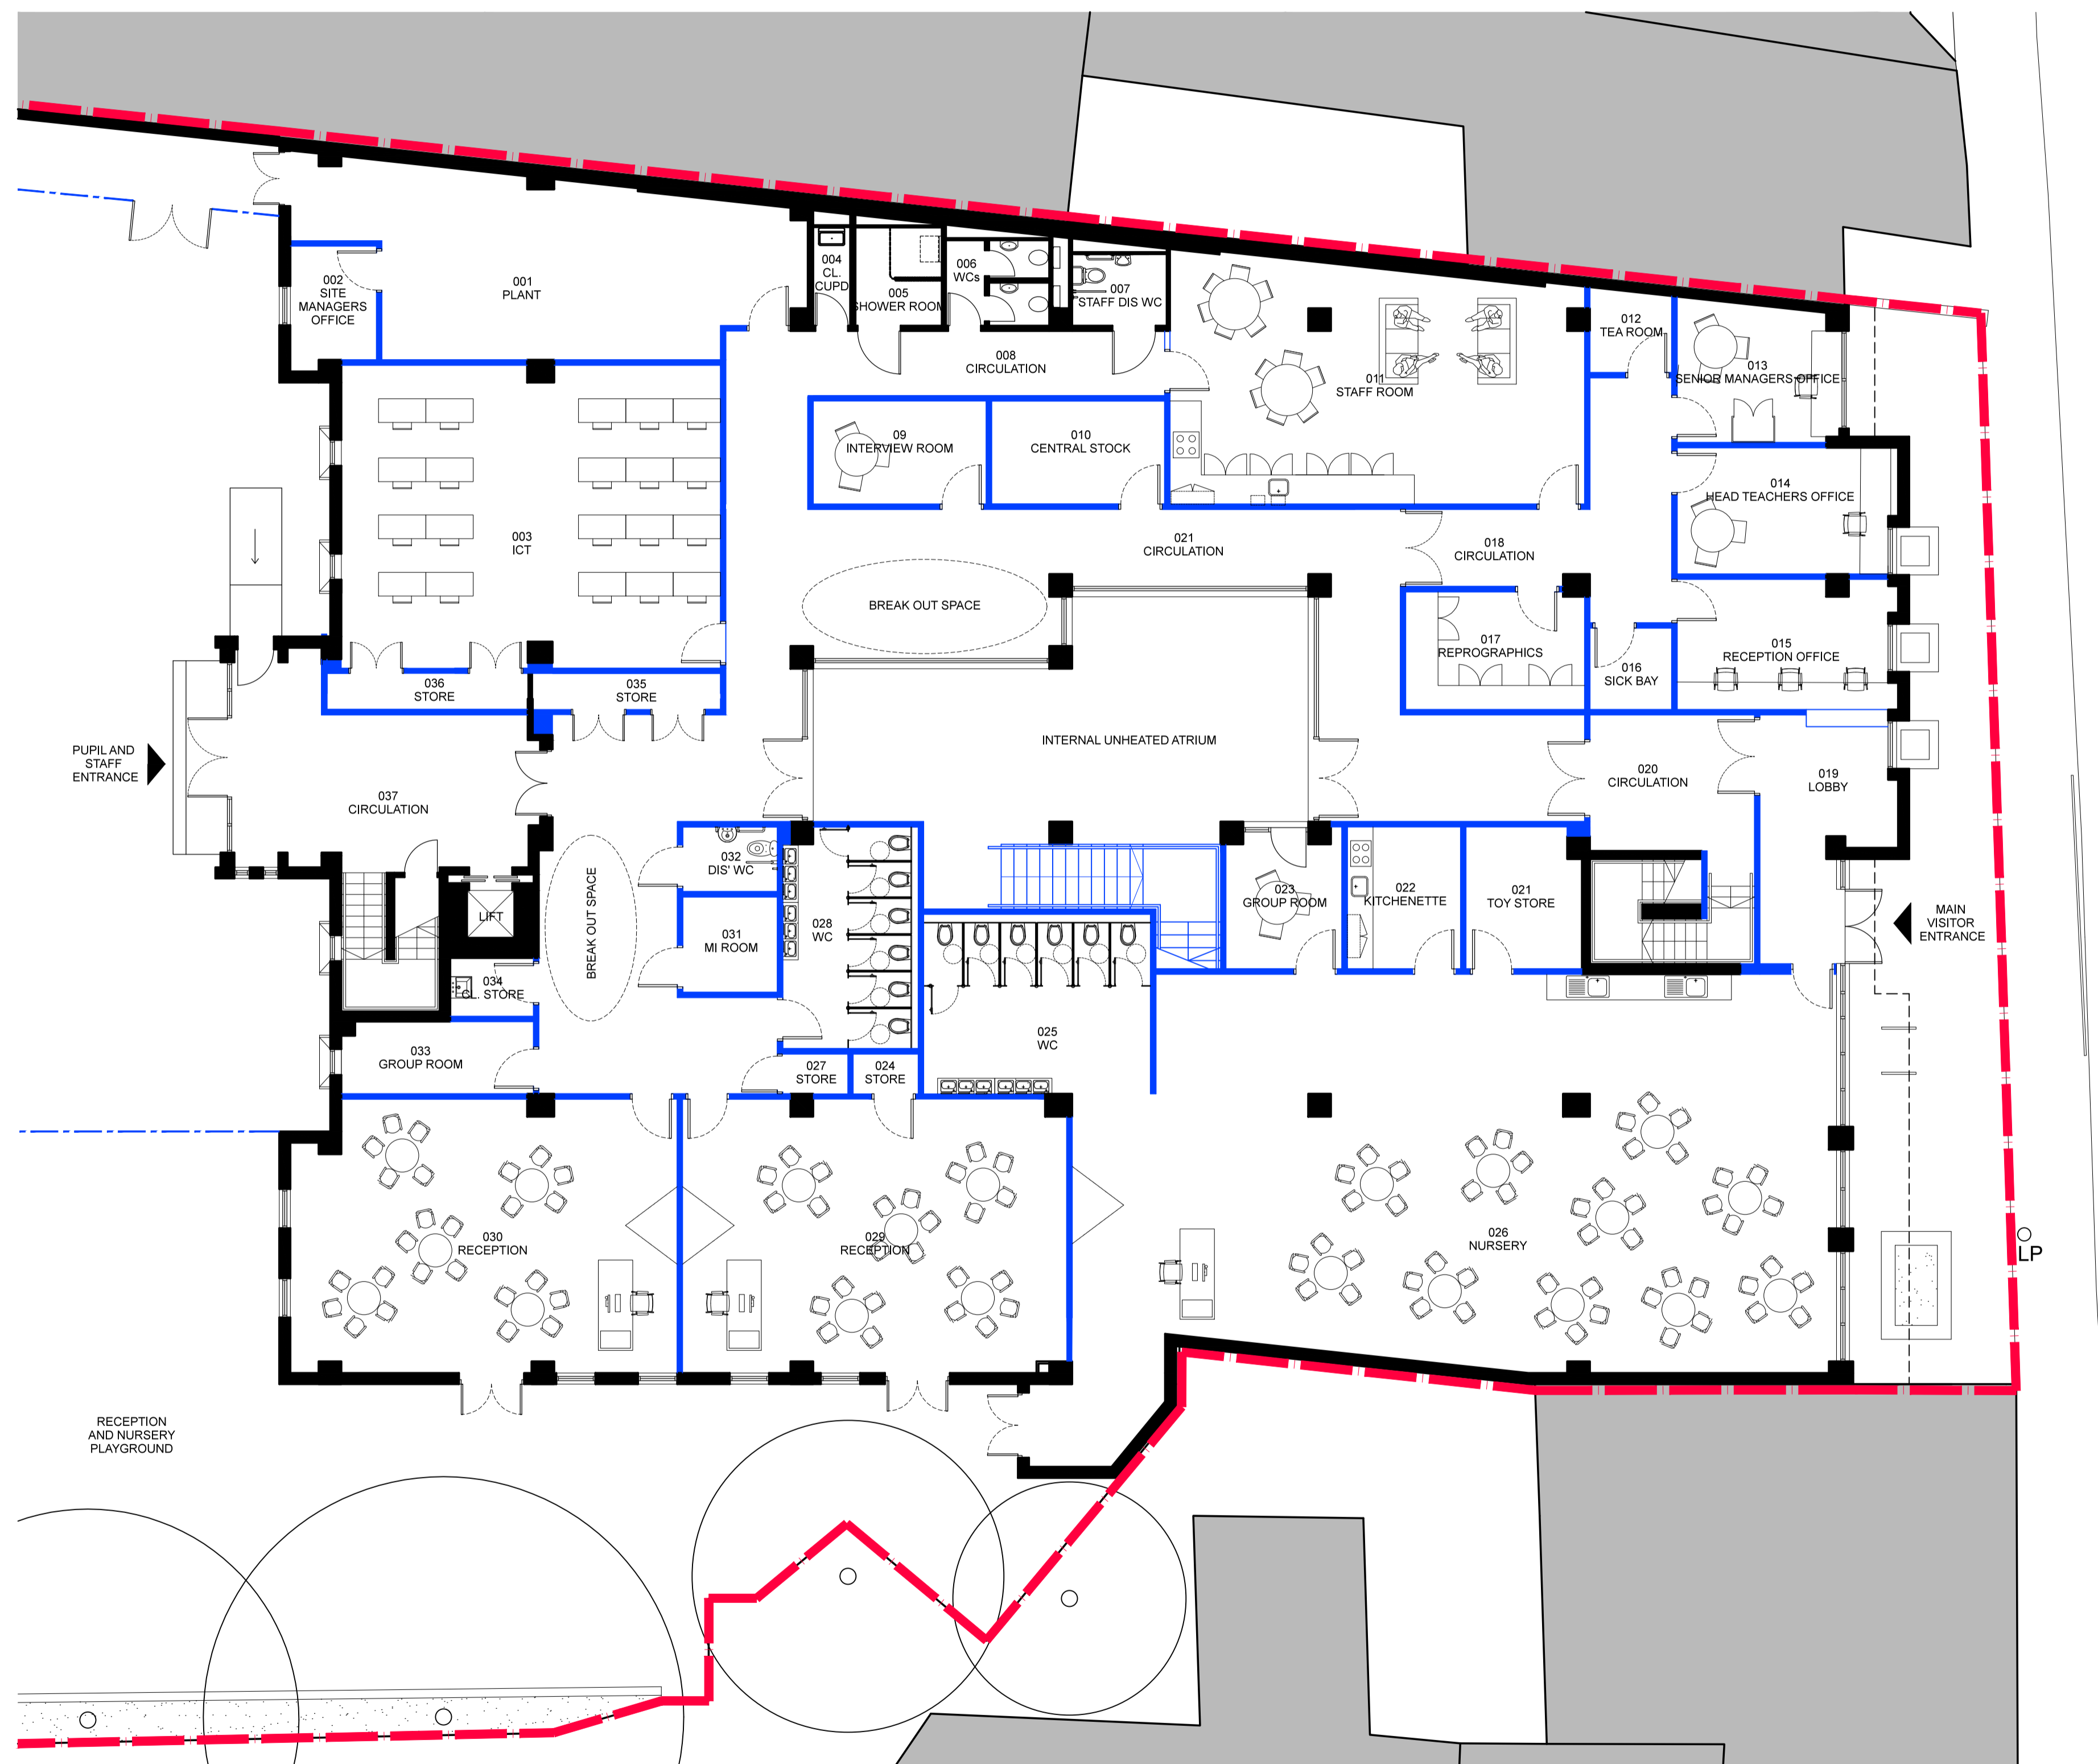 002
SITE
MANAGERS
OFFICE
001
PLANT
004
CL.
CUPD
005
SHOWER ROOM
006
WCs
007
STAFF DIS WC
008
CIRCULATION
011
STAFF ROOM
012
TEA ROOM
013
SENIOR MANAGERS OFFICE
09
INTERVIEW ROOM
010
CENTRAL STOCK
014
HEAD TEACHERS OFFICE
003
ICT
021
CIRCULATION
018
CIRCULATION
BREAK OUT SPACE
017
REPROGRAPHICS
016
SICK BAY
015
RECEPTION OFFICE
036
STORE
035
STORE
INTERNAL UNHEATED ATRIUM
PUPIL AND
STAFF
ENTRANCE
037
CIRCULATION
020
CIRCULATION
019
LOBBY
032
DIS' WC
LIFT
BREAK OUT SPACE
031
MI ROOM
028
WC
023
GROUP ROOM
022
KITCHENETTE
021
TOY STORE
MAIN
VISITOR
ENTRANCE
034
CL. STORE
033
GROUP ROOM
027
STORE
024
STORE
025
WC
030
RECEPTION
029
RECEPTION
026
NURSERY
LP
RECEPTION
AND NURSERY
PLAYGROUND